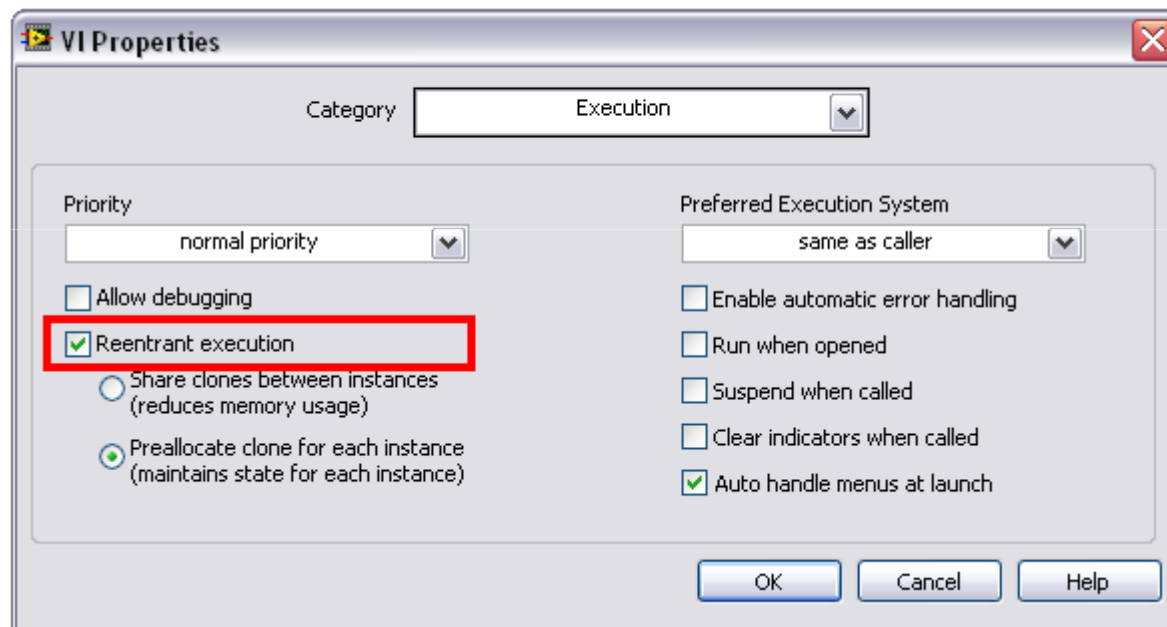 VI Properties
Category
Execution
Priority
normal priority
Allow debugging
Reentrant execution
Share clones between instances
(reduces memory usage)
Preallocate clone for each instance
(maintains state for each instance)
Preferred Execution System
same as caller
Enable automatic error handling
Run when opened
Suspend when called
Clear indicators when called
Auto handle menus at launch
OK
Cancel
Help